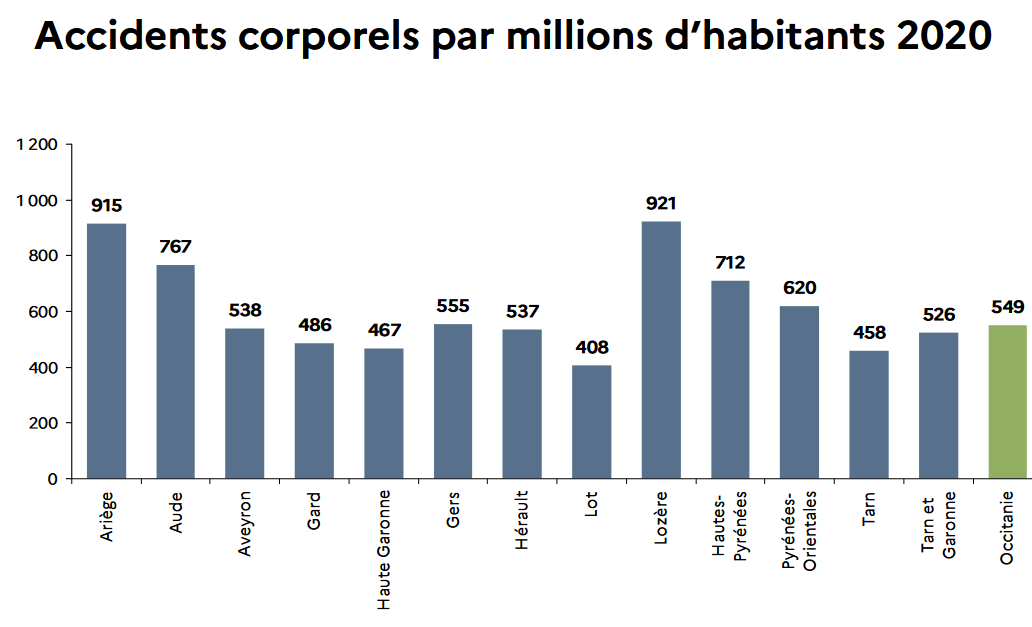 Accidents corporels par millions d'habitants 2020
1 200
1 000
800
600
400
200
0
915
767
538
486
467
555
537
408
921
712
620
458
526
549
Ariège
Aude
Aveyron
Gard
Haute Garonne
Gers
Hérault
Lot
Lozère
Hautes-
Pyrénées
Pyrénées-
Orientales
Tarn
Tarn et
Garonne
Occitanie